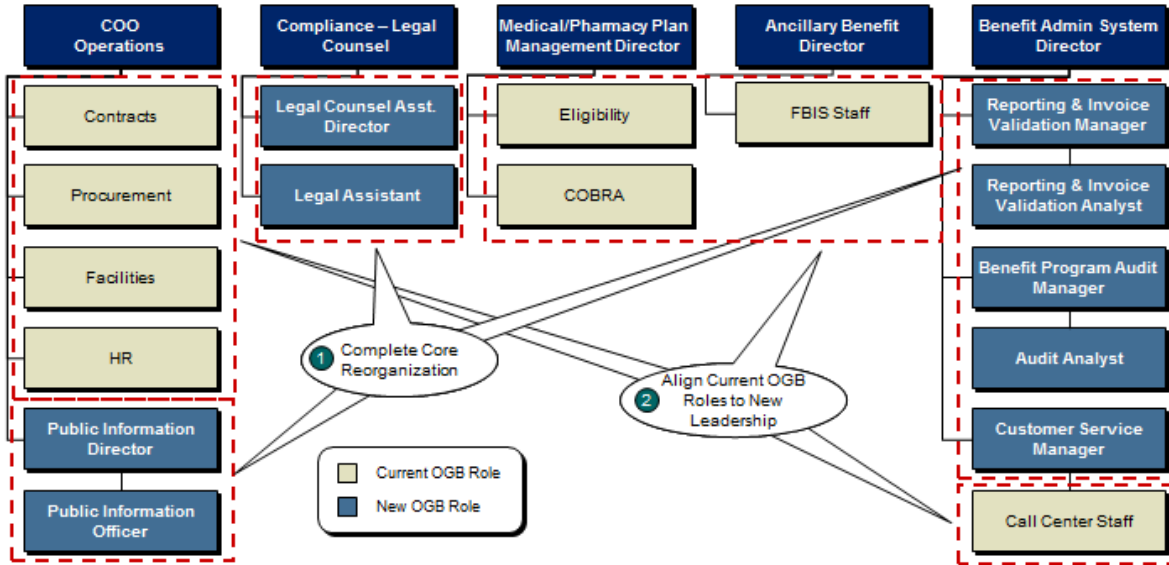 COO
Operations
Compliance – Legal
Counsel
Medical/Pharmacy Plan
Management Director
Ancillary Benefit
Director
Benefit Admin System
Director
Contracts
Procurement
Facilities
HR
Public Information
Director
Public Information
Officer
Legal Counsel Asst.
Director
Legal Assistant
Eligibility
COBRA
FBIS Staff
Reporting & Invoice
Validation Manager
Reporting & Invoice
Validation Analyst
Benefit Program Audit
Manager
Audit Analyst
Customer Service
Manager
Call Center Staff
1 Complete Core
Reorganization
2 Align Current OGB
Roles to New
Leadership
Current OGB Role
New OGB Role